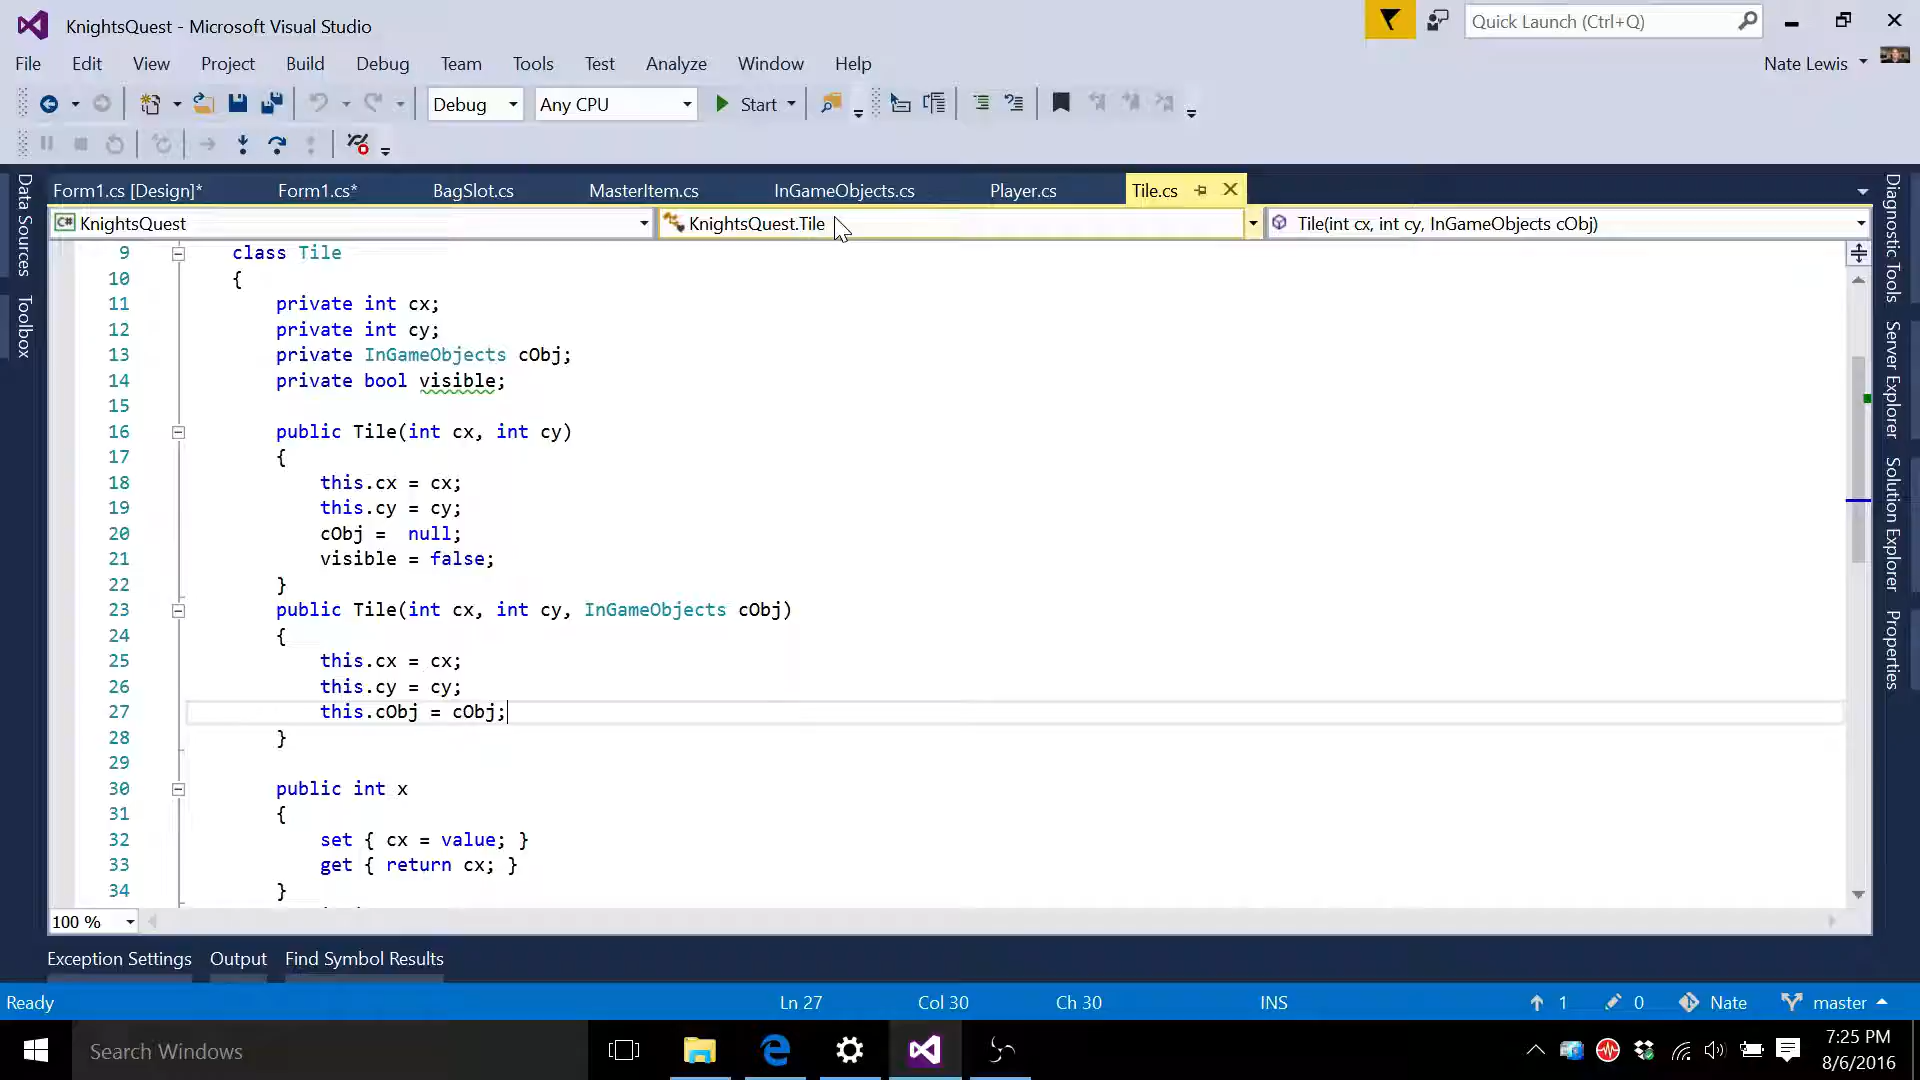 KnightsQuest - Microsoft Visual Studio
Quick Launch (Ctrl+Q)
File Edit View Project Build Debug Team Tools Test Analyze Window Help
Nate Lewis
Debug Any CPU Start
Form1.cs [Design]* Form1.cs* BagSlot.cs MasterItem.cs InGameObjects.cs Player.cs Tile.cs
C# KnightsQuest KnightsQuest.Tile Tile(int cx, int cy, InGameObjects cObj)
Data Sources
Toolbox
Diagnostic Tools
Server Explorer
Solution Explorer
Properties
9 class Tile
10 {
11 private int cx;
12 private int cy;
13 private InGameObjects cObj;
14 private bool visible;
15
16 public Tile(int cx, int cy)
17 {
18 this.cx = cx;
19 this.cy = cy;
20 cObj =  null;
21 visible = false;
22 }
23 public Tile(int cx, int cy, InGameObjects cObj)
24 {
25 this.cx = cx;
26 this.cy = cy;
27 this.cObj = cObj;
28 }
29
30 public int x
31 {
32 set { cx = value; }
33 get { return cx; }
34 }
100 %
Exception Settings Output Find Symbol Results
Ready Ln 27 Col 30 Ch 30 INS 1 0 Nate master
Search Windows
7:25 PM
8/6/2016